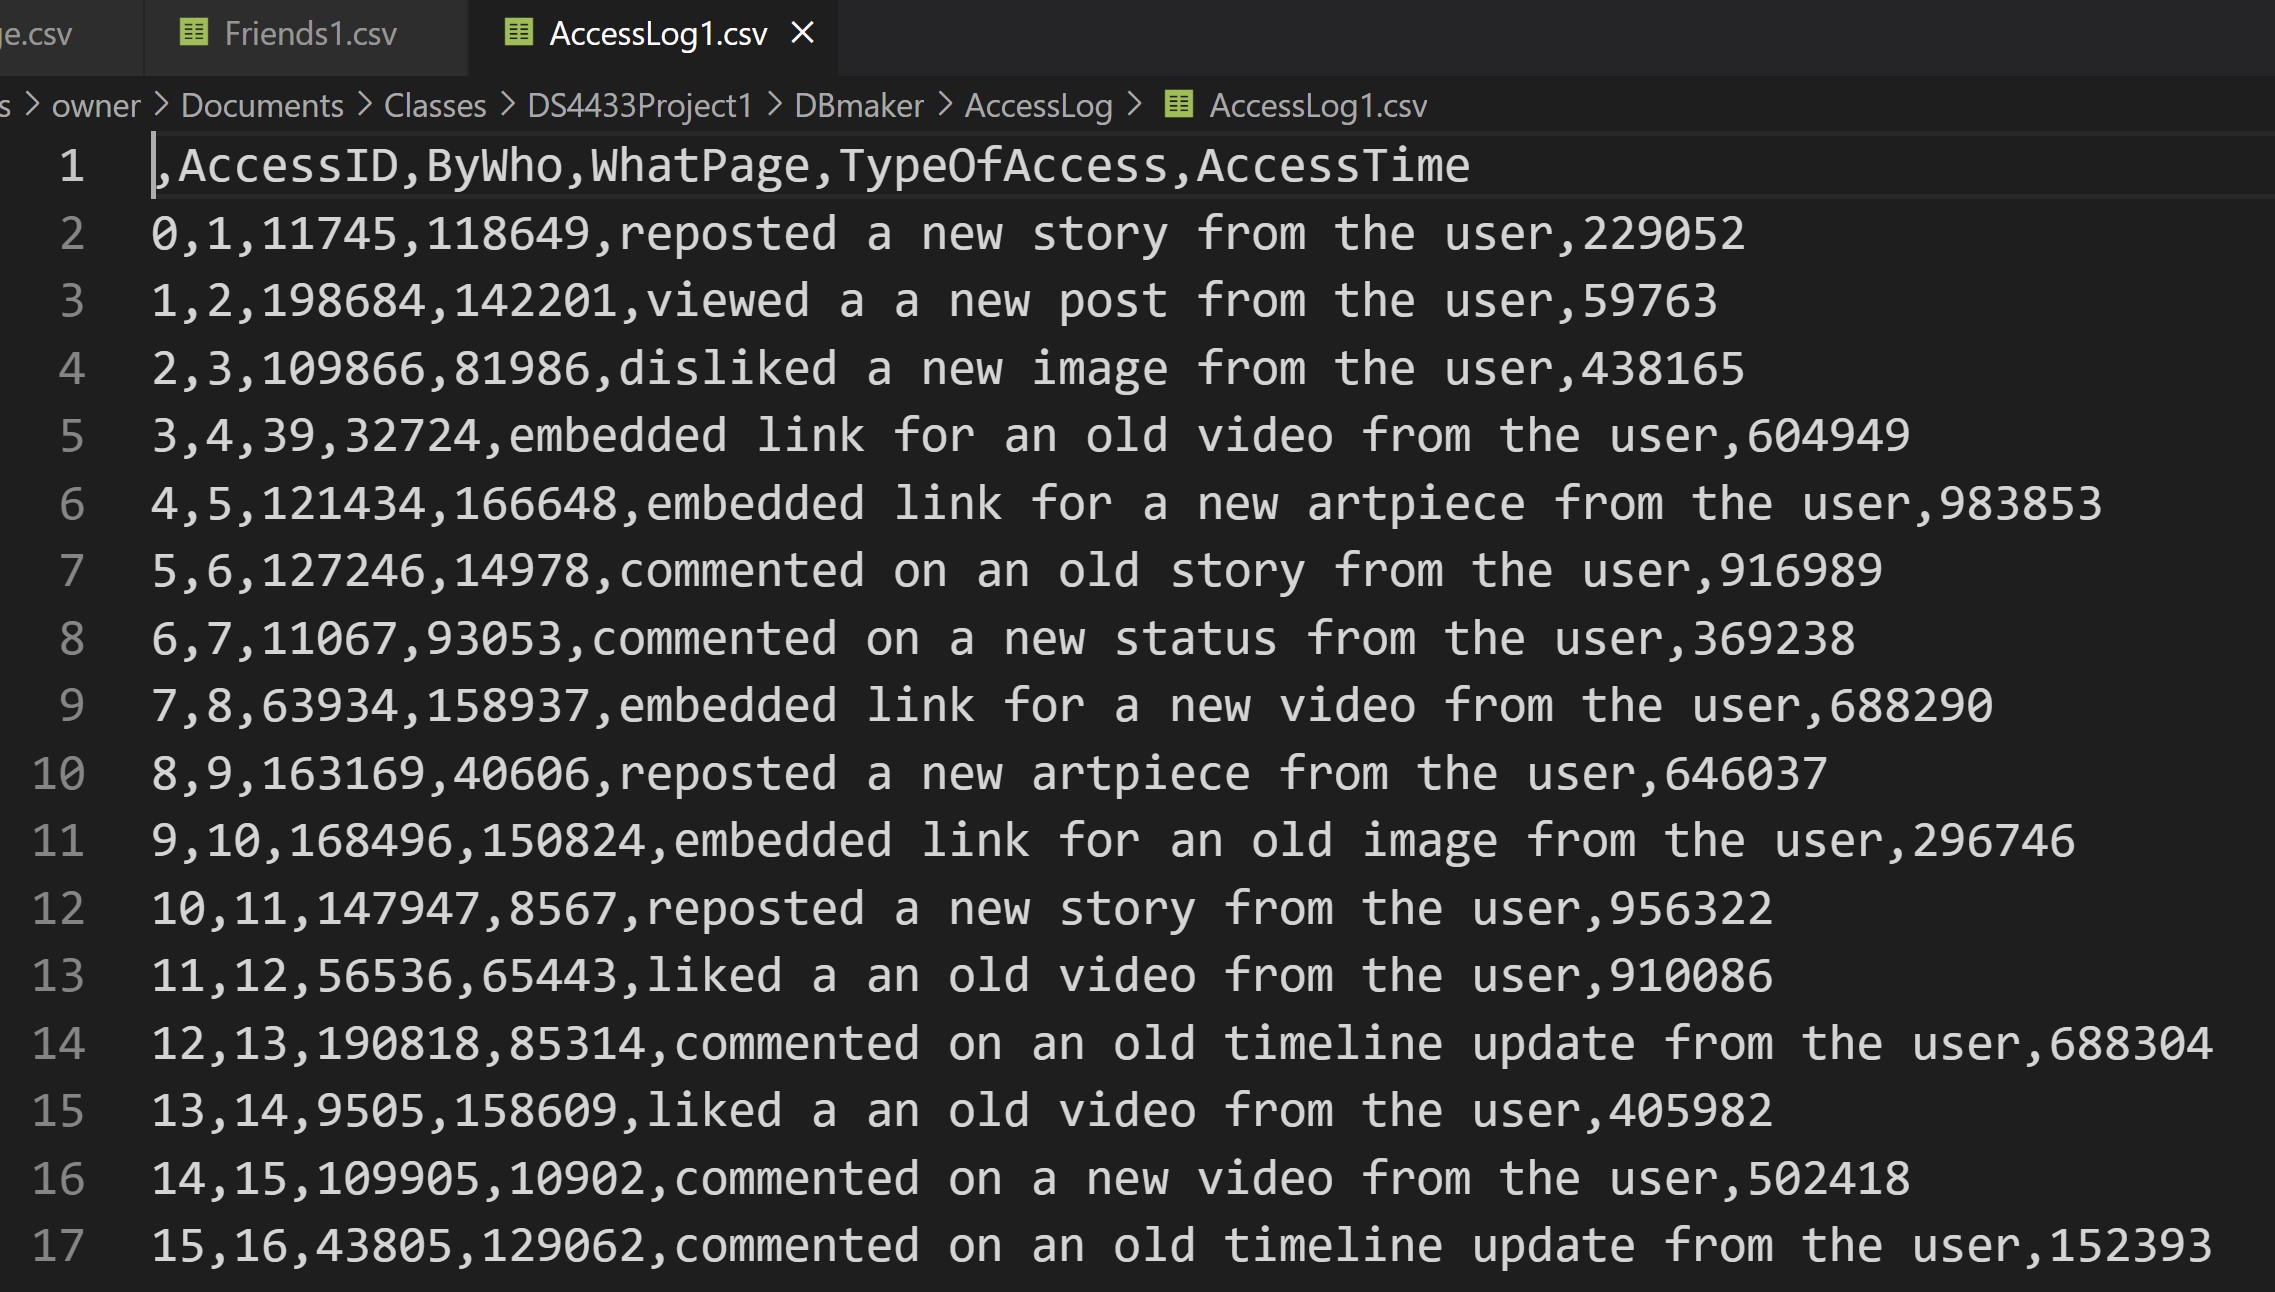 e.csv Friends1.csv AccessLog1.csv
s > owner > Documents > Classes > DS4433Project1 > DBmaker > AccessLog > AccessLog1.csv
1 ,AccessID,ByWho,WhatPage,TypeOfAccess,AccessTime
2 0,1,11745,118649,reposted a new story from the user,229052
3 1,2,198684,142201,viewed a a new post from the user,59763
4 2,3,109866,81986,disliked a new image from the user,438165
5 3,4,39,32724,embedded link for an old video from the user,604949
6 4,5,121434,166648,embedded link for a new artpiece from the user,983853
7 5,6,127246,14978,commented on an old story from the user,916989
8 6,7,11067,93053,commented on a new status from the user,369238
9 7,8,63934,158937,embedded link for a new video from the user,688290
10 8,9,163169,40606,reposted a new artpiece from the user,646037
11 9,10,168496,150824,embedded link for an old image from the user,296746
12 10,11,147947,8567,reposted a new story from the user,956322
13 11,12,56536,65443,liked a an old video from the user,910086
14 12,13,190818,85314,commented on an old timeline update from the user,688304
15 13,14,9505,158609,liked a an old video from the user,405982
16 14,15,109905,10902,commented on a new video from the user,502418
17 15,16,43805,129062,commented on an old timeline update from the user,152393